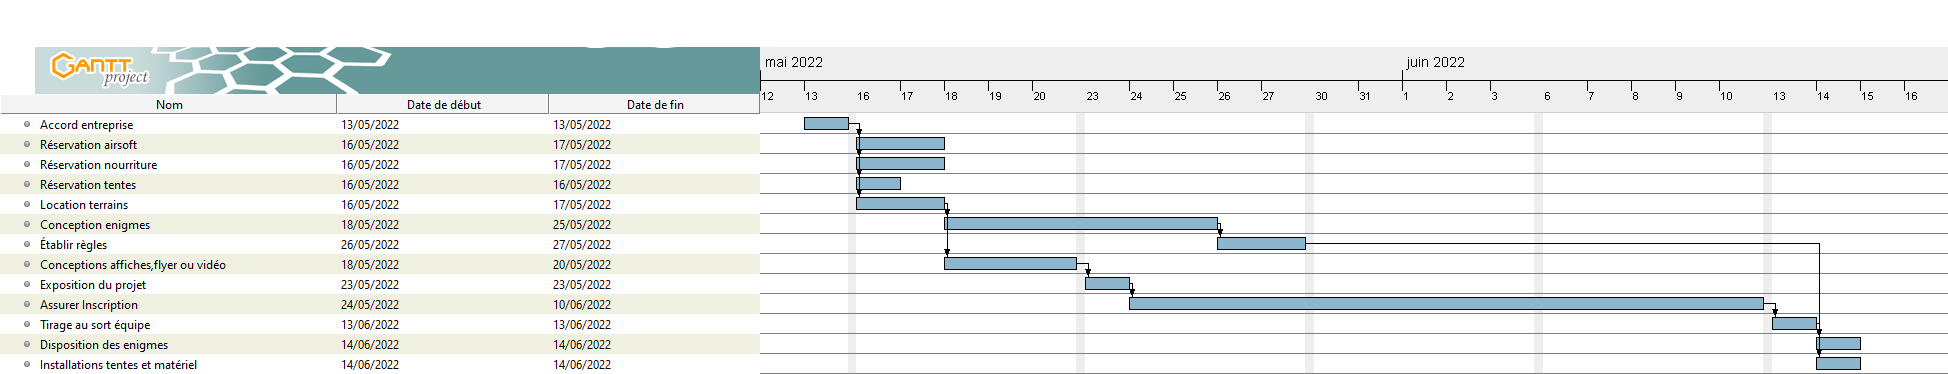 GANTT
project
mai 2022 juin 2022
12 13 16 17 18 19 20 23 24 25 26 27 30 31 1 2 3 6 7 8 9 10 13 14 15 16
Nom Date de début Date de fin
Accord entreprise 13/05/2022 13/05/2022
Réservation airsoft 16/05/2022 17/05/2022
Réservation nourriture 16/05/2022 17/05/2022
Réservation tentes 16/05/2022 16/05/2022
Location terrains 16/05/2022 17/05/2022
Conception enigmes 18/05/2022 25/05/2022
Établir règles 26/05/2022 27/05/2022
Conceptions affiches,flyer ou vidéo 18/05/2022 20/05/2022
Exposition du projet 23/05/2022 23/05/2022
Assurer Inscription 24/05/2022 10/06/2022
Tirage au sort équipe 13/06/2022 13/06/2022
Disposition des enigmes 14/06/2022 14/06/2022
Installations tentes et matériel 14/06/2022 14/06/2022